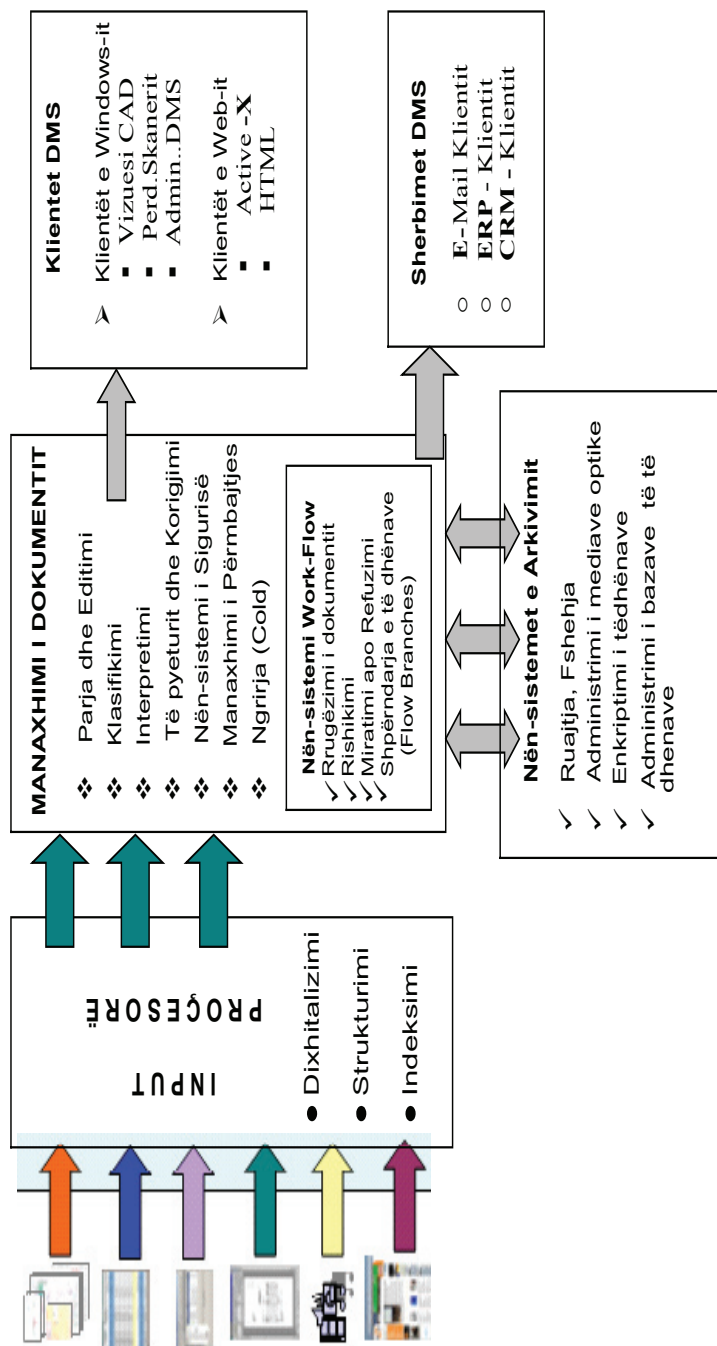 INPUT
PROÇESORË
● Dixhitalizimi
● Strukturimi
● Indeksimi
MANAXHIMI I DOKUMENTIT
❖ Parja dhe Editimi
❖ Klasifikimi
❖ Interpretimi
❖ Të pyeturit dhe Korigjimi
❖ Nën-sistemi i Sigurisë
❖ Manaxhimi i Përmbajtjes
❖ Ngrirja (Cold)
Nën-sistemi Work-Flow
✓ Rrugëzimi i dokumentit
✓ Rishikimi
✓ Miratimi apo Refuzimi
✓ Shpërndarja e të dhënave
(Flow Branches)
Klientet DMS
➢ Klientët e Windows-it
▪ Vizuesi CAD
▪ Perd.Skanerit
▪ Admin..DMS
➢ Klientët e Web-it
▪ Active -X
▪ HTML
Sherbimet DMS
○ E-Mail Klientit
○ ERP - Klientit
○ CRM - Klientit
Nën-sistemet e Arkivimit
✓ Ruajtja, Fshehja
✓ Administrimi i mediave optike
✓ Enkriptimi i tëdhënave
✓ Administrimi i bazave të të
dhenave